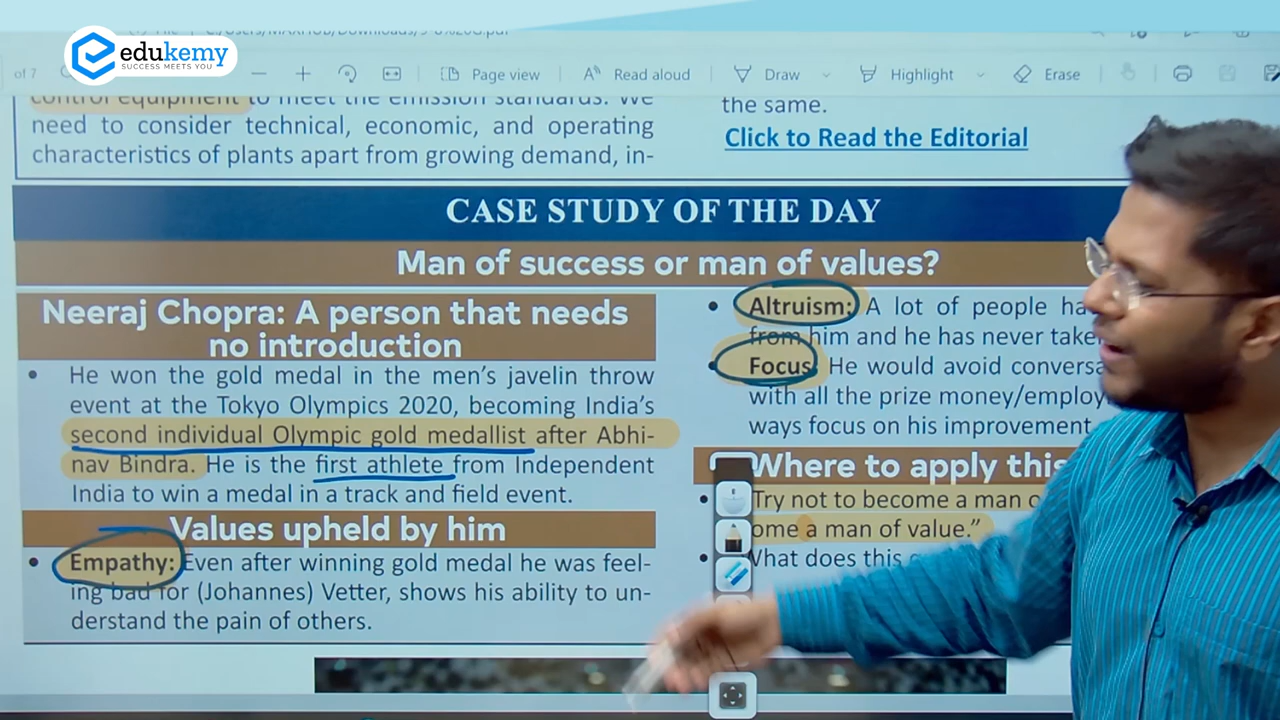 edukemy
SUCCESS MEETS YOU
of 7
Page view
Read aloud
Draw
Highlight
Erase
control equipment to meet the emission standards. We
need to consider technical, economic, and operating
characteristics of plants apart from growing demand, in-
the same.
Click to Read the Editorial
CASE STUDY OF THE DAY
Man of success or man of values?
Neeraj Chopra: A person that needs
no introduction
• He won the gold medal in the men's javelin throw
event at the Tokyo Olympics 2020, becoming India's
second individual Olympic gold medallist after Abhi-
nav Bindra. He is the first athlete from Independent
India to win a medal in a track and field event.
Values upheld by him
• Empathy: Even after winning gold medal he was feel-
ing bad for (Johannes) Vetter, shows his ability to un-
derstand the pain of others.
• Altruism: A lot of people ha
from him and he has never take
• Focus: He would avoid conversa
with all the prize money/employ
ways focus on his improvement
Where to apply this
• "Try not to become a man o
ome a man of value."
• What does this